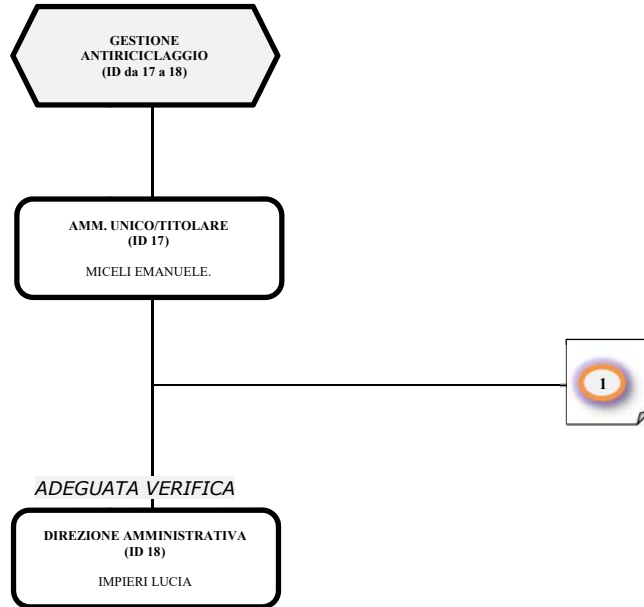 GESTIONE
ANTIRICICLAGGIO
(ID da 17 a 18)
AMM. UNICO/TITOLARE
(ID 17)
MICELI EMANUELE.
1
ADEGUATA VERIFICA
DIREZIONE AMMINISTRATIVA
(ID 18)
IMPIERI LUCIA